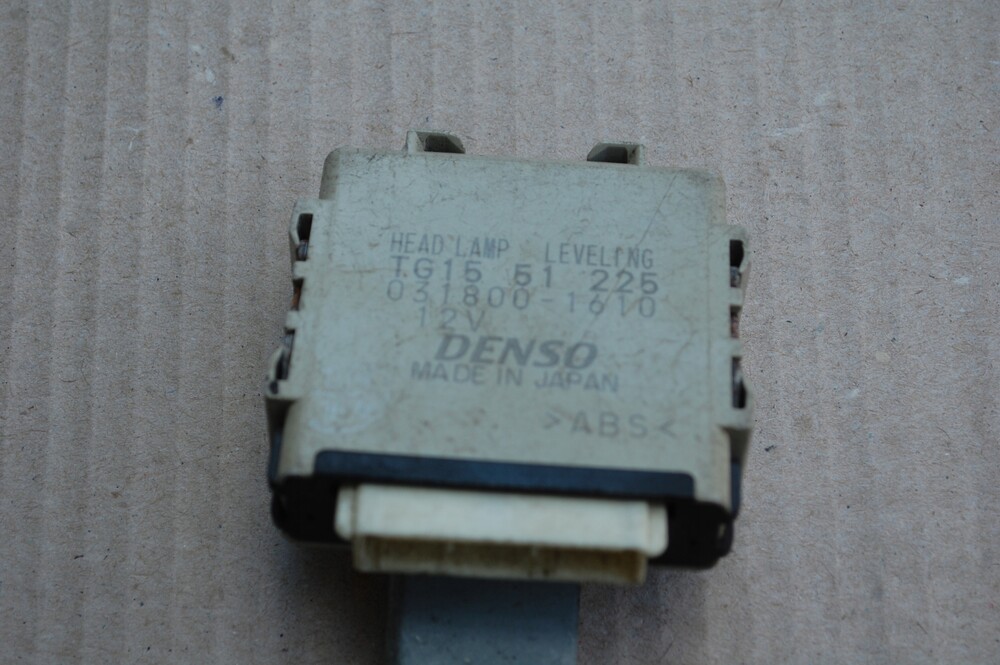 HEAD LAMP LEVELING
TG15 51 225
031800-1610
12V
DENSO
MADE IN JAPAN
>ABS<